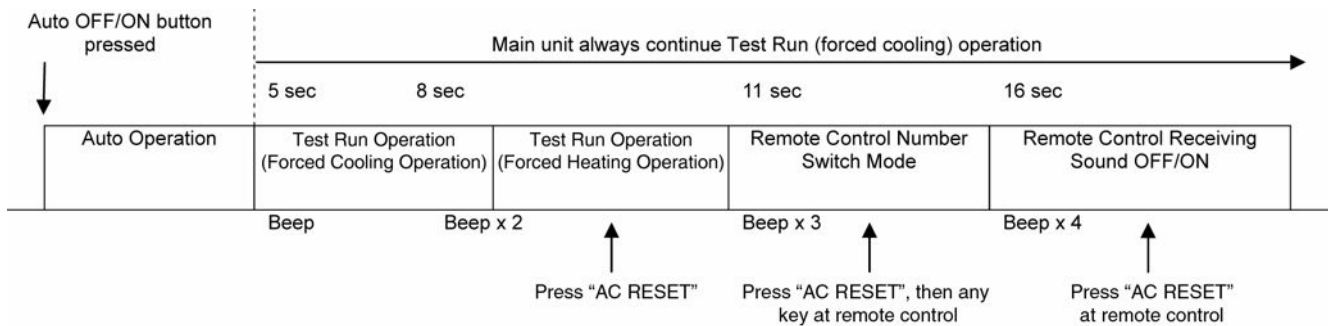 Auto OFF/ON button
pressed
Main unit always continue Test Run (forced cooling) operation
5 sec
8 sec
11 sec
16 sec
Auto Operation
Test Run Operation
(Forced Cooling Operation)
Test Run Operation
(Forced Heating Operation)
Remote Control Number
Switch Mode
Remote Control Receiving
Sound OFF/ON
Beep
Beep x 2
Beep x 3
Beep x 4
Press “AC RESET”
Press “AC RESET”, then any
key at remote control
Press “AC RESET”
at remote control